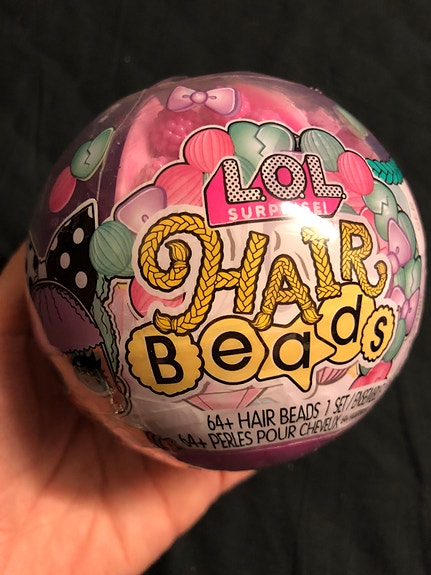 L.O.L.
SURPRISE!
HAIR
Beads
64+ HAIR BEADS 1 SET /
64+ PERLES POUR CHEVEUX